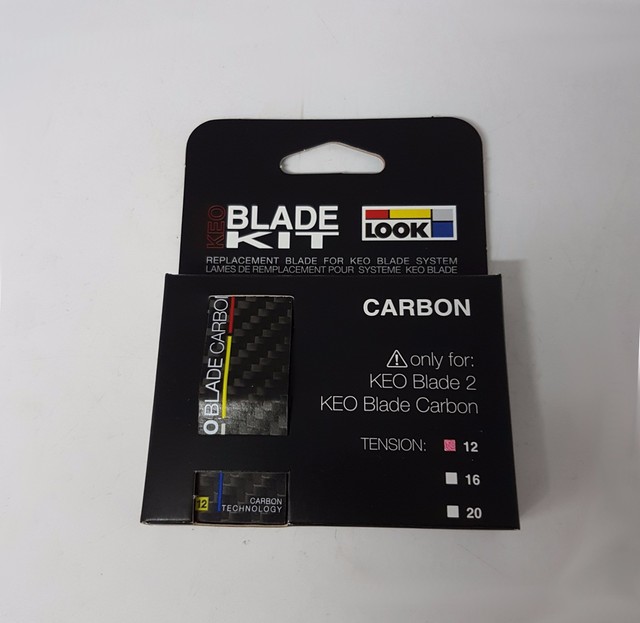 KEO BLADE
KIT
LOOK
REPLACEMENT BLADE FOR KEO BLADE SYSTEM
LAMES DE REMPLACEMENT POUR SYSTEME KEO BLADE
CARBON
O BLADE CARBO
only for:
KEO Blade 2
KEO Blade Carbon
TENSION: 12
16
20
12
CARBON
TECHNOLOGY